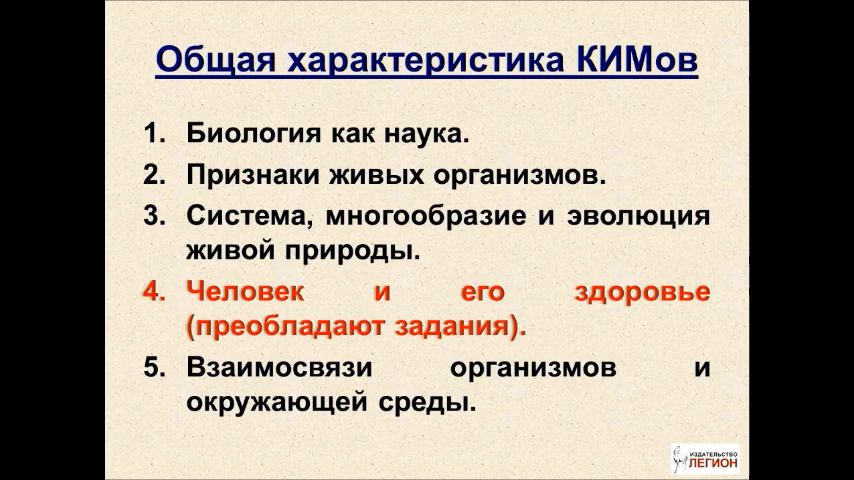 Общая характеристика КИМов
1. Биология как наука.
2. Признаки живых организмов.
3. Система, многообразие и эволюция
живой природы.
4. Человек и его здоровье
(преобладают задания).
5. Взаимосвязи организмов и
окружающей среды.
ИЗДАТЕЛЬСТВО
ЛЕГИОН